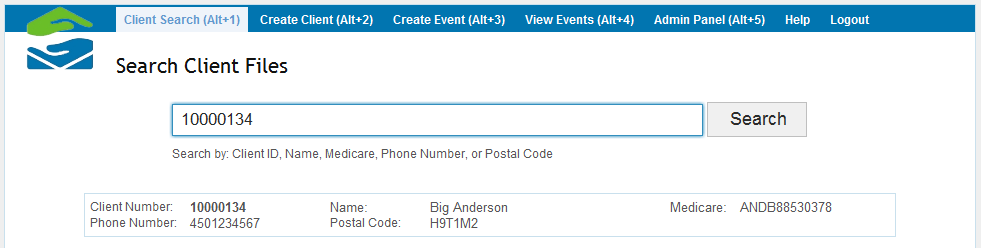 Client Search (Alt+1) Create Client (Alt+2) Create Event (Alt+3) View Events (Alt+4) Admin Panel (Alt+5) Help Logout
Search Client Files
10000134 Search
Search by: Client ID, Name, Medicare, Phone Number, or Postal Code
Client Number: 10000134 Name: Big Anderson Medicare: ANDB88530378
Phone Number: 4501234567 Postal Code: H9T1M2